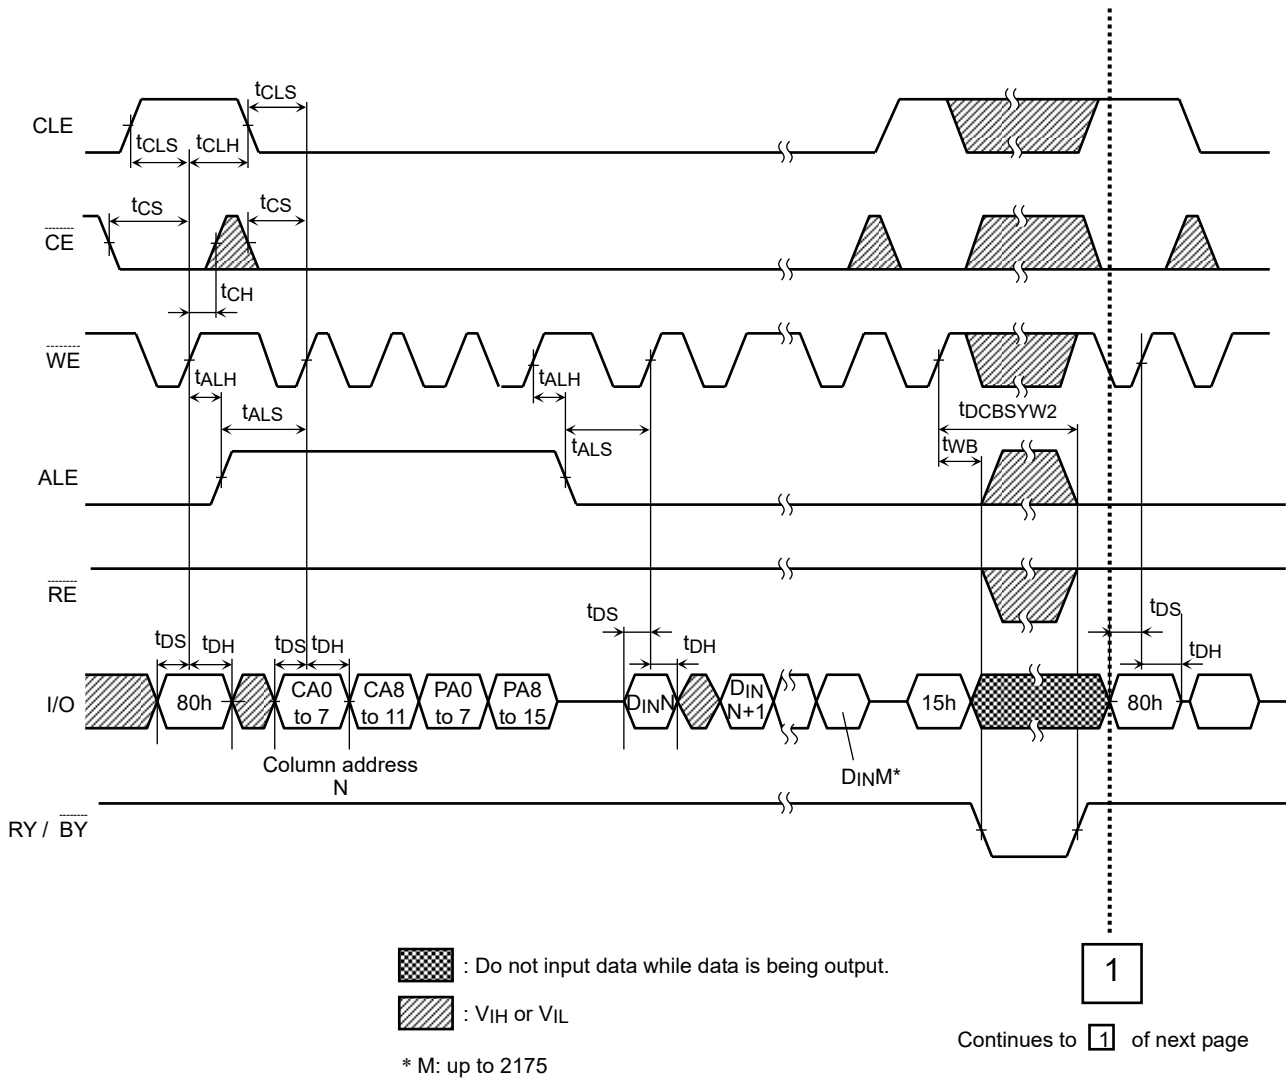 tCLS
CLE
tCLS tCLH
tCS tCS
CE
tCH
WE
tALH tALH
tALS tALS
tDCBSYW2
tWB
ALE
RE
tDS tDH tDS tDH tDS tDH tDS tDH
I/O 80h CA0 to 7 CA8 to 11 PA0 to 7 PA8 to 15 DINN DIN N+1 15h 80h
Column address
N
DINM*
RY / BY
: Do not input data while data is being output.
: VIH or VIL
* M: up to 2175
1
Continues to 1 of next page